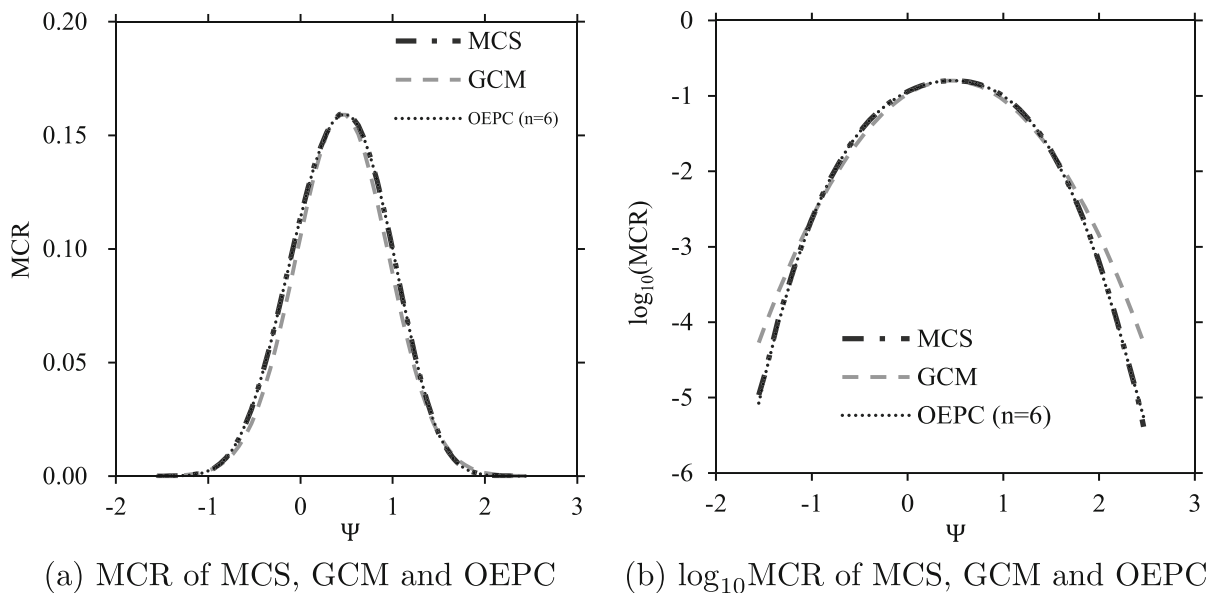 0.20
0.15
0.10
0.05
0.00
MCR
-2
-1
0
1
2
3
Ψ
MCS
GCM
OEPC (n=6)
(a) MCR of MCS, GCM and OEPC
-0
-1
-2
-3
-4
-5
-6
log₁₀(MCR)
-2
-1
0
1
2
3
Ψ
MCS
GCM
OEPC (n=6)
(b) log₁₀MCR of MCS, GCM and OEPC